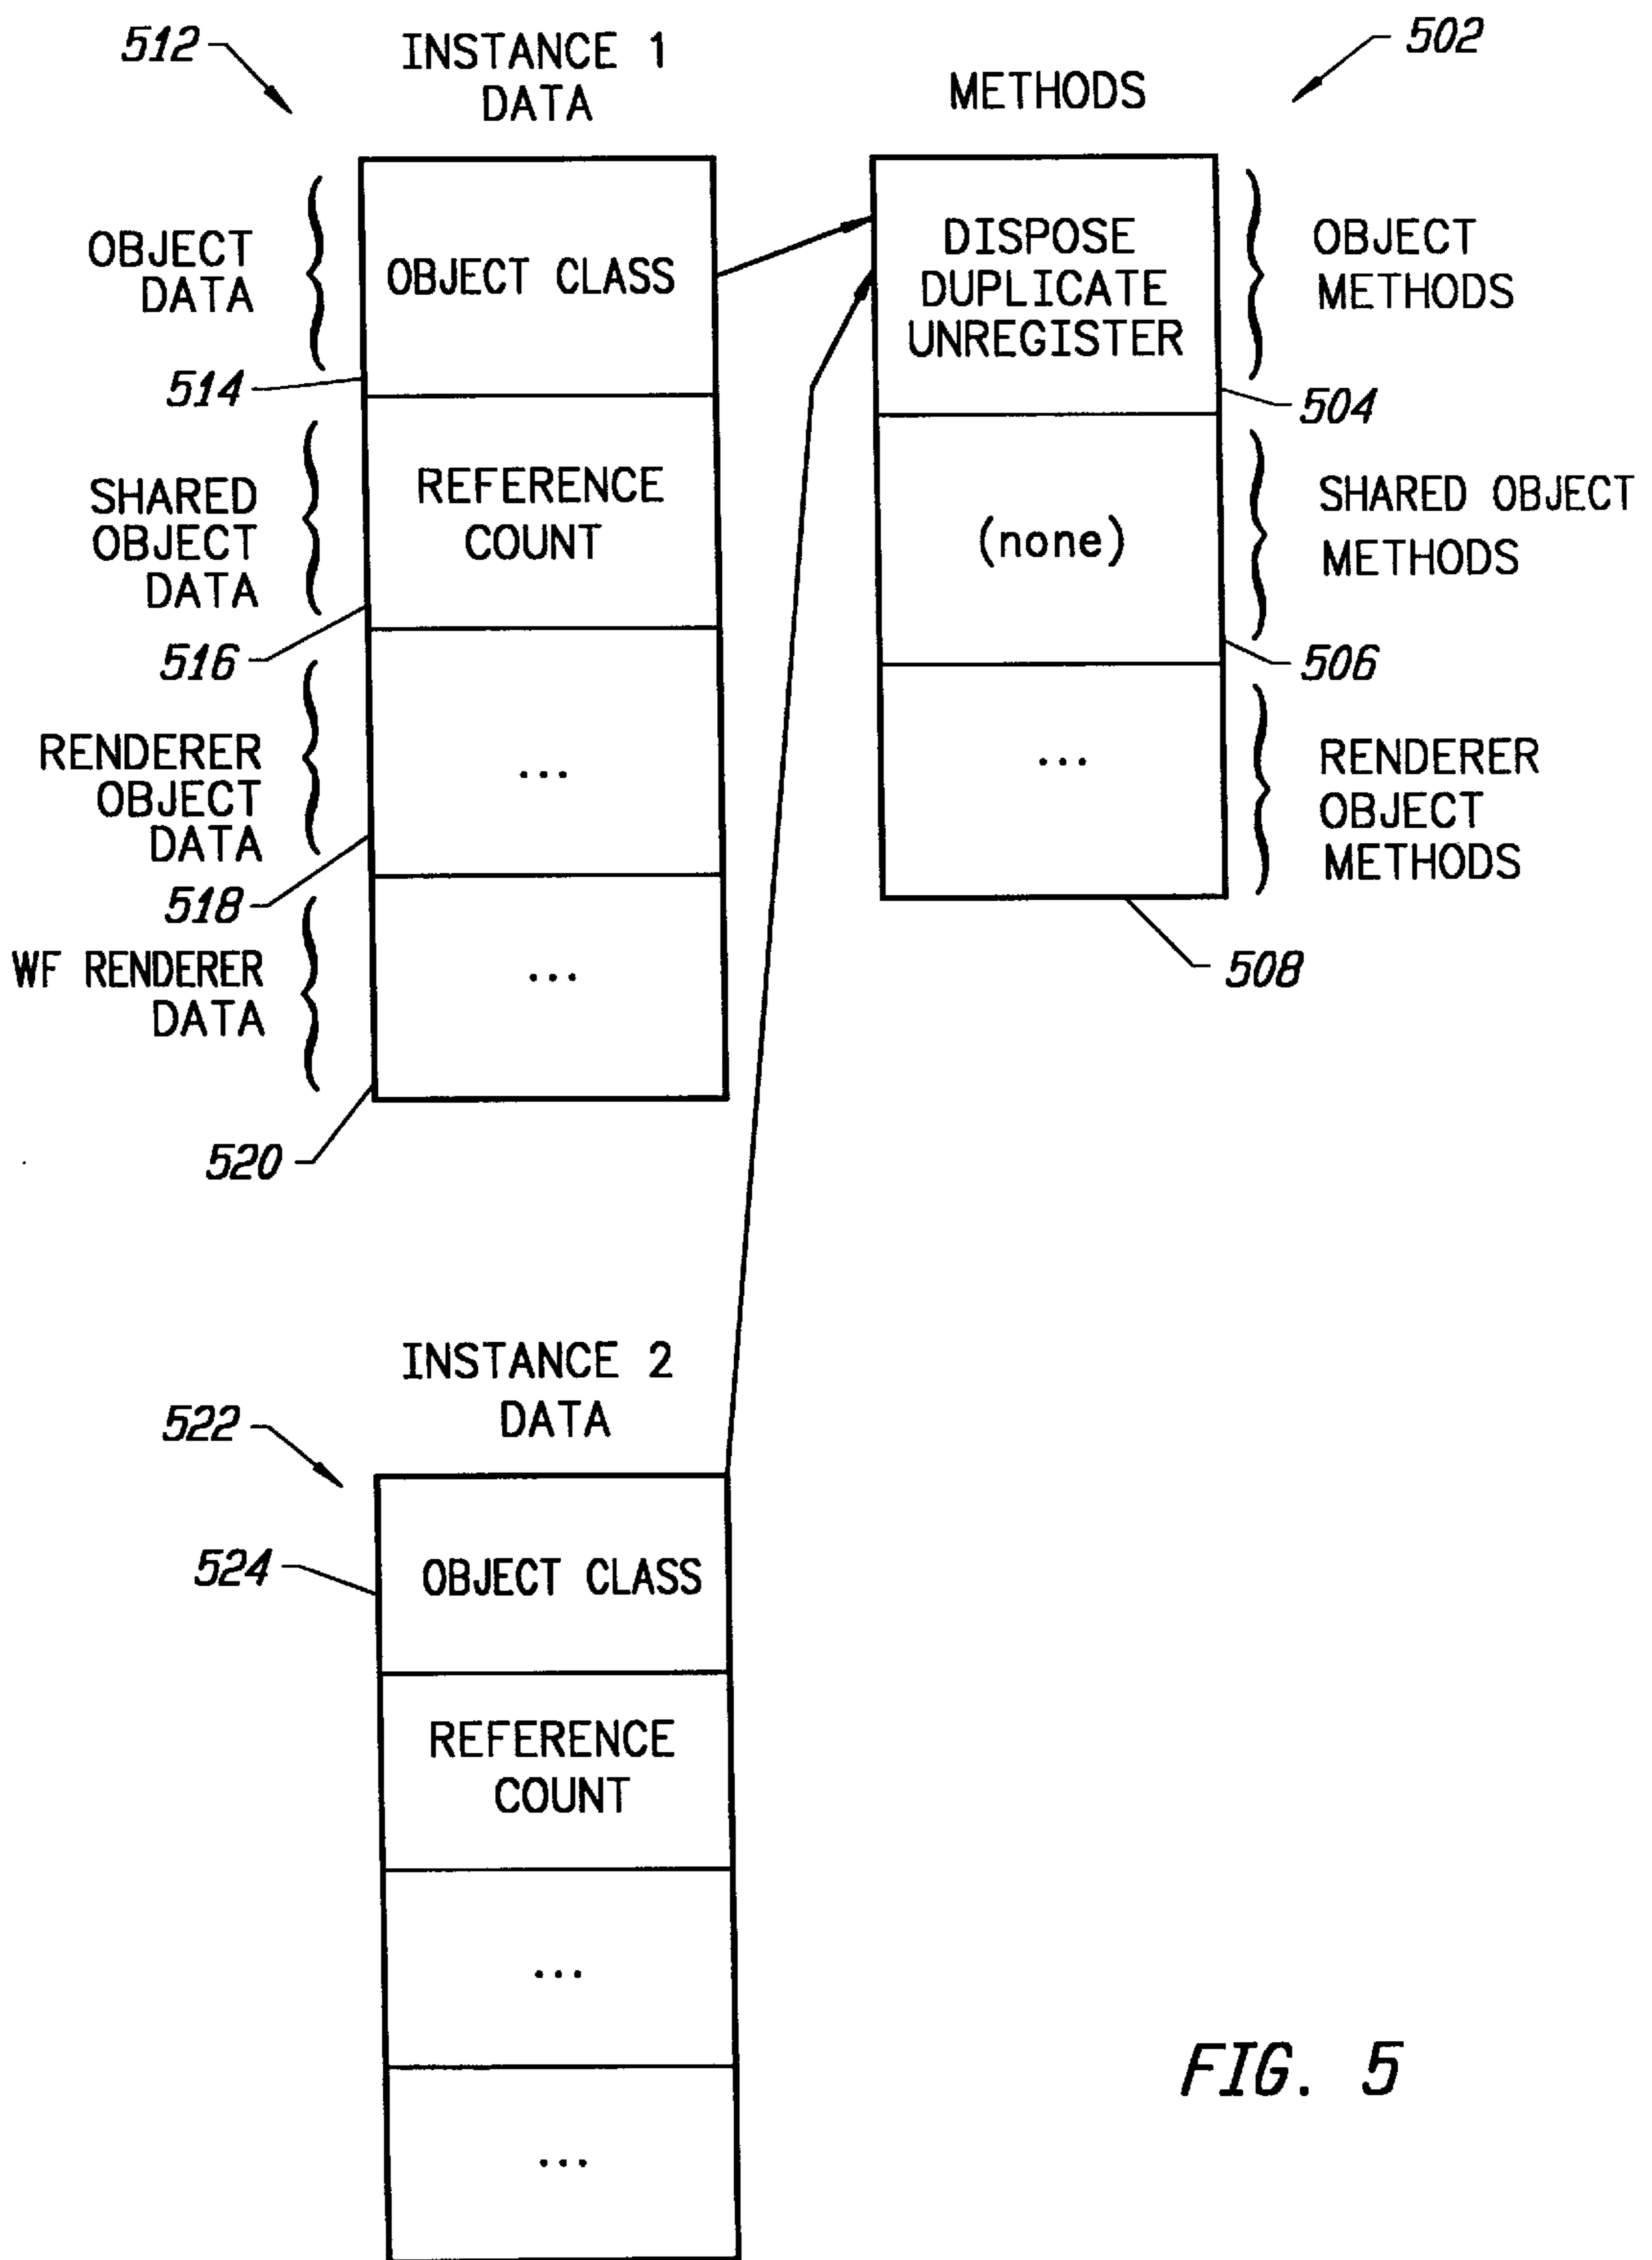 512
INSTANCE 1
DATA
METHODS
502
OBJECT
DATA
OBJECT CLASS
514
DISPOSE
DUPLICATE
UNREGISTER
OBJECT
METHODS
504
SHARED
OBJECT
DATA
REFERENCE
COUNT
516
(none)
SHARED OBJECT
METHODS
506
RENDERER
OBJECT
DATA
...
518
...
RENDERER
OBJECT
METHODS
508
WF RENDERER
DATA
...
520
INSTANCE 2
DATA
522
524
OBJECT CLASS
REFERENCE
COUNT
...
...
FIG. 5